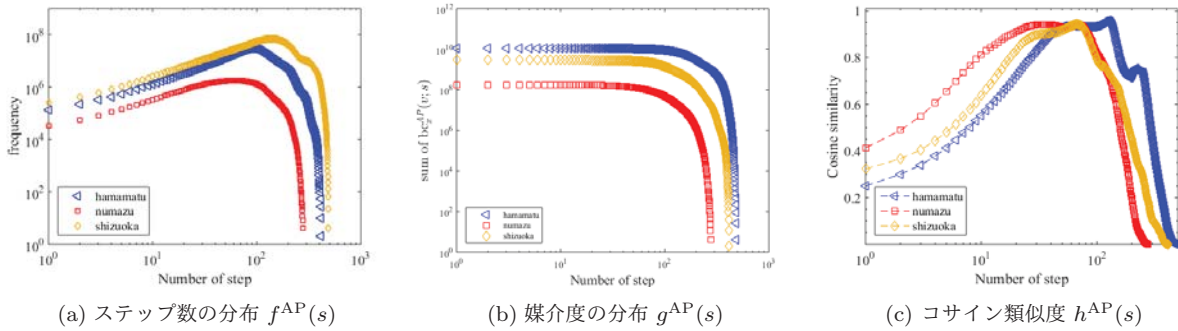 10^8
10^6
10^4
10^2
10^0
frequency
hamamatu
numazu
shizuoka
10^0
10^1
10^2
10^3
Number of step
(a) ステップ数の分布 f^AP(s)
10^12
10^10
10^8
10^6
10^4
10^2
10^0
hamamatu
numazu
shizuoka
10^0
10^1
10^2
10^3
Number of step
(b) 媒介度の分布 g^AP(s)
1
0.8
0.6
0.4
0.2
0
Cosine similarity
hamamatu
numazu
shizuoka
10^0
10^1
10^2
Number of step
(c) コサイン類似度 h^AP(s)